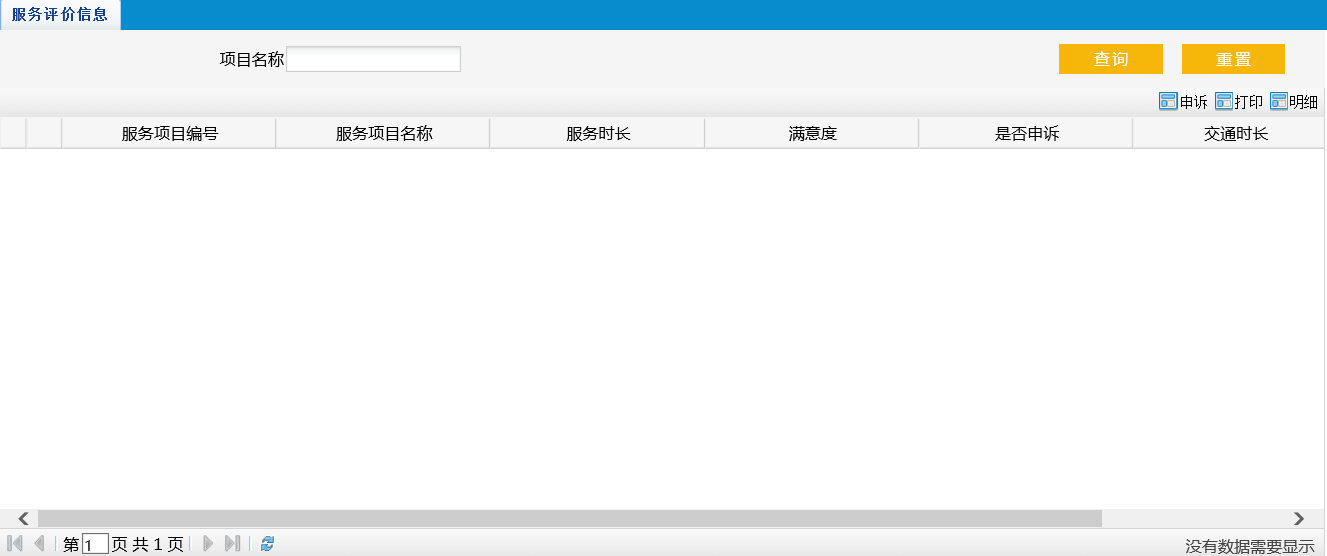 服务评价信息
项目名称 查询 重置
申诉 打印 明细
服务项目编号 服务项目名称 服务时长 满意度 是否申诉 交通时长
第 1 页 共 1 页 没有数据需要显示